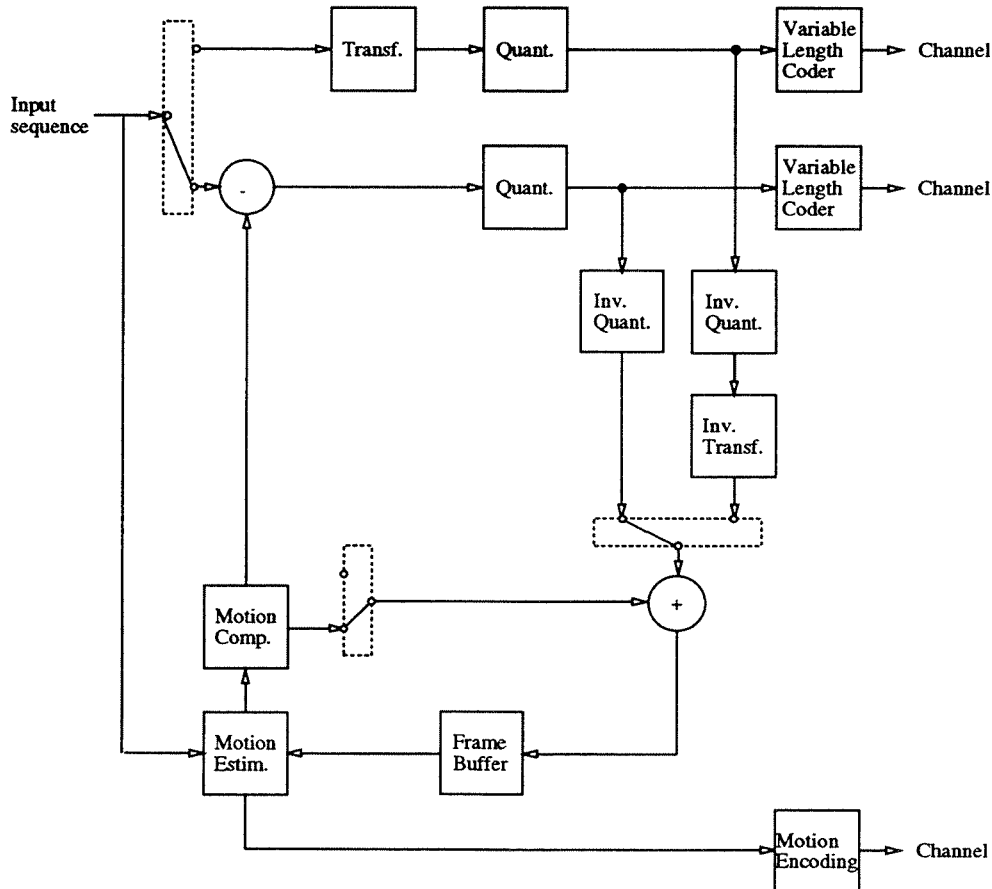 Variable
Length
Coder
Transf.
Quant.
Channel
Input
sequence
-
Quant.
Variable
Length
Coder
Channel
Inv.
Quant.
Inv.
Quant.
Inv.
Transf.
Motion
Comp.
+
Motion
Estim.
Frame
Buffer
Motion
Encoding
Channel